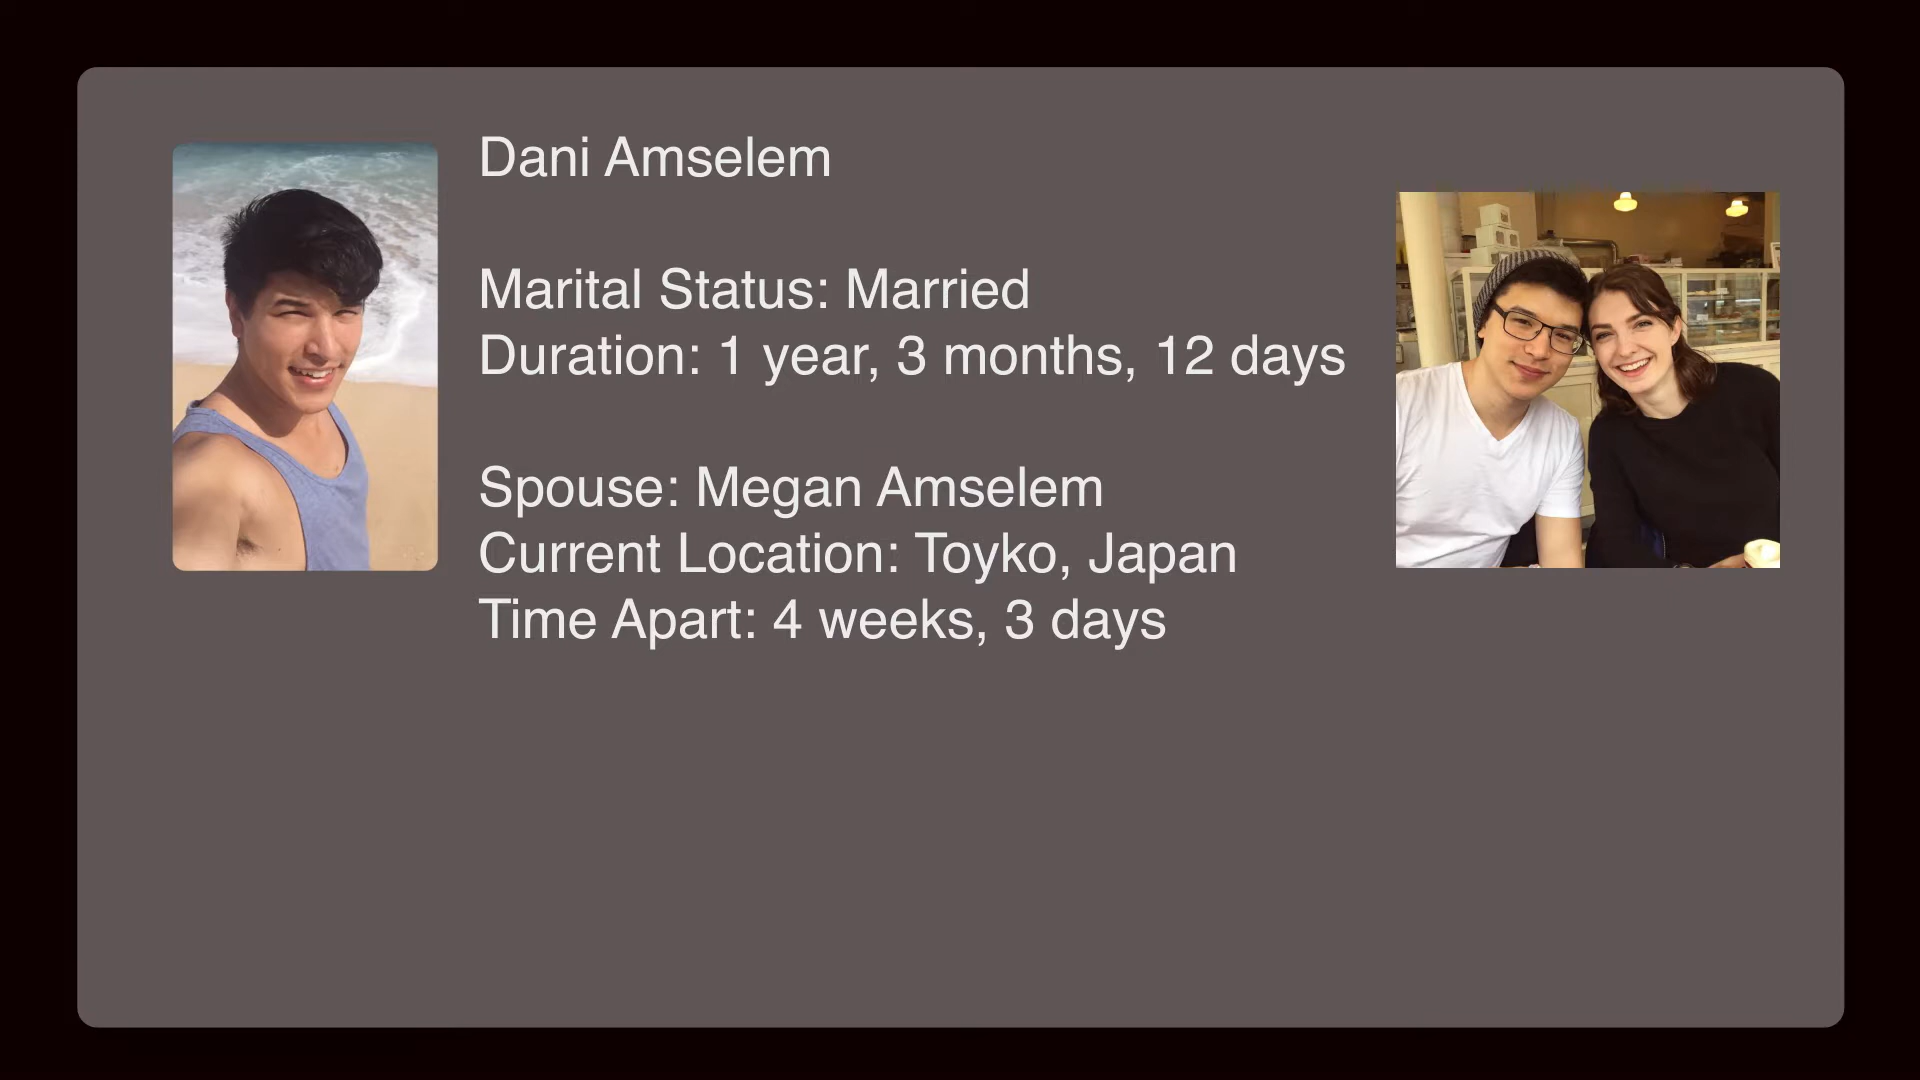 Dani Amselem
Marital Status: Married
Duration: 1 year, 3 months, 12 days
Spouse: Megan Amselem
Current Location: Toyko, Japan
Time Apart: 4 weeks, 3 days